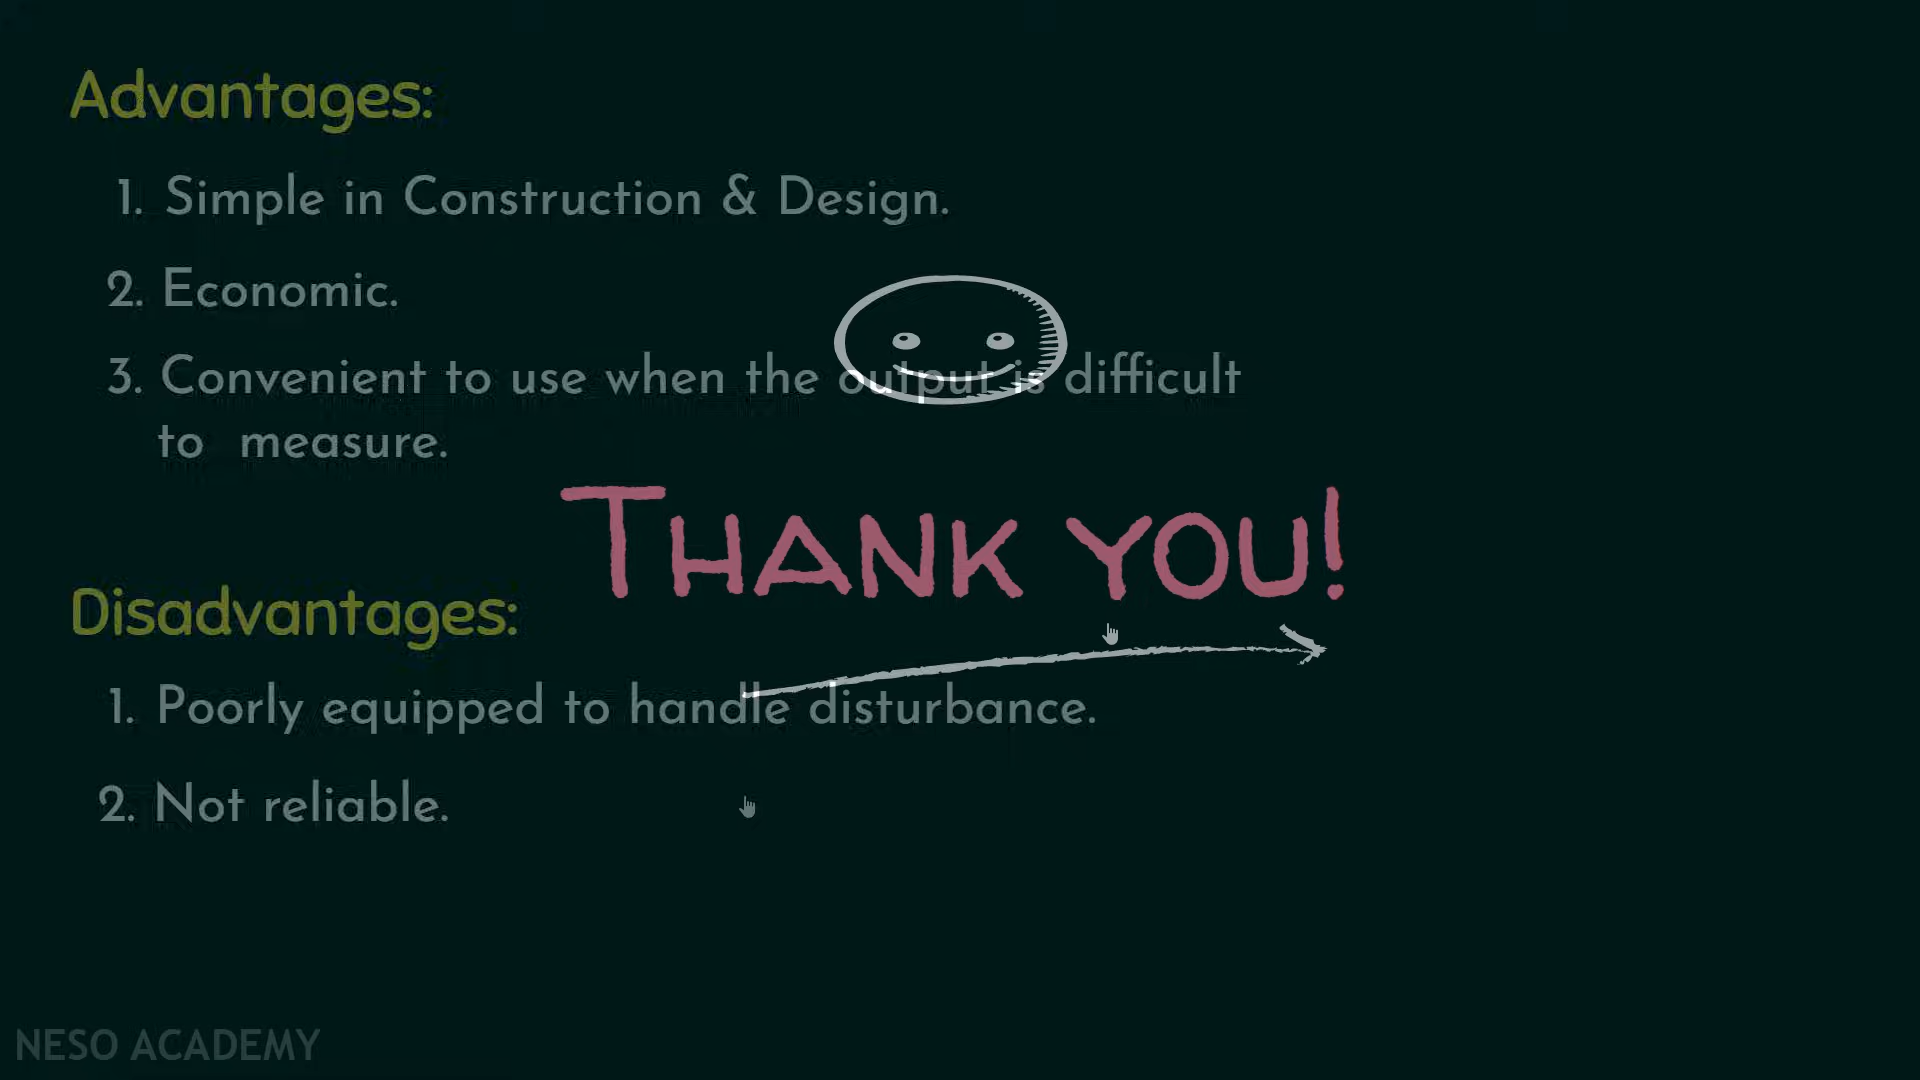 Advantages:
1. Simple in Construction & Design.
2. Economic.
3. Convenient to use when the output is difficult
to measure.
THANK YOU!
Disadvantages:
1. Poorly equipped to handle disturbance.
2. Not reliable.
NESO ACADEMY